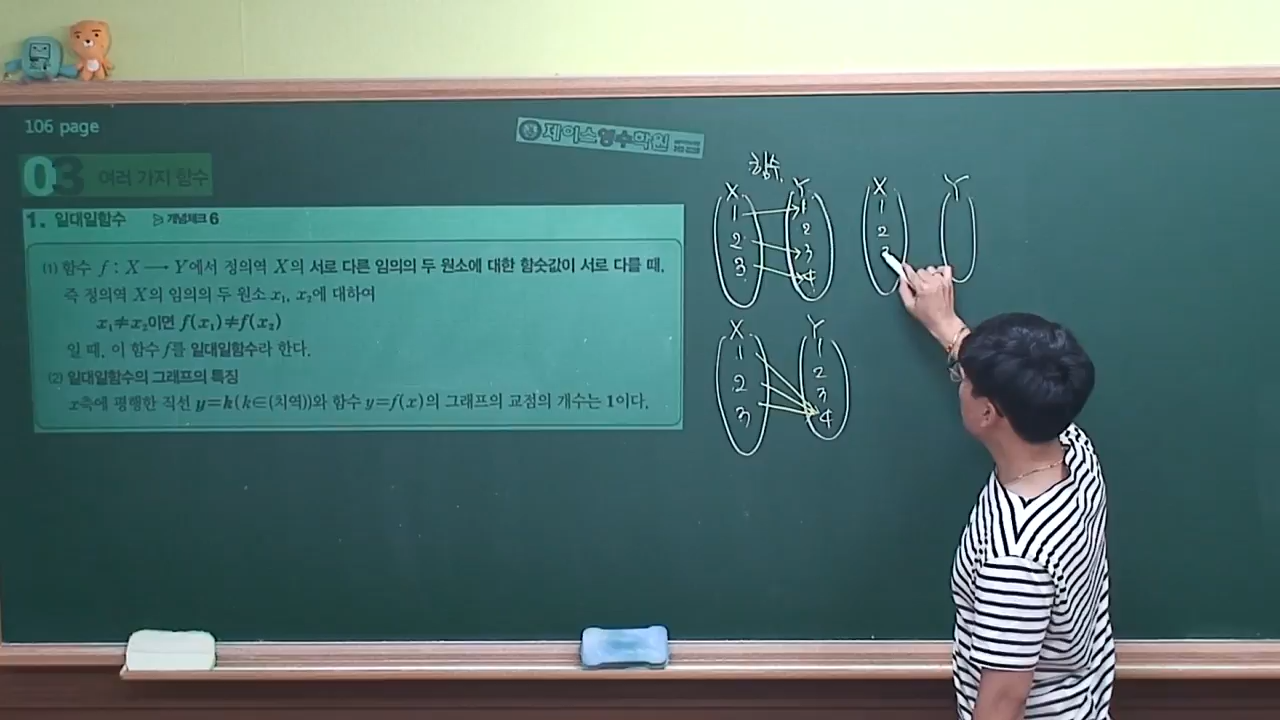 106 page
제이스영수학원
03 여러 가지 함수
1. 일대일함수 ▷ 개념체크 6
(1) 함수 f : X ─→ Y에서 정의역 X의 서로 다른 임의의 두 원소에 대한 함숫값이 서로 다를 때,
즉 정의역 X의 임의의 두 원소 x₁, x₂에 대하여
x₁≠x₂이면 f(x₁)≠f(x₂)
일 때, 이 함수 f를 일대일함수라 한다.
(2) 일대일함수의 그래프의 특징
x축에 평행한 직선 y=k(k∈(치역))와 함수 y=f(x)의 그래프의 교점의 개수는 1이다.
함수
X Y
1 1
2 2
3 3
4
X Y
1 1
2 2
3 3
4
X Y
1
2
3